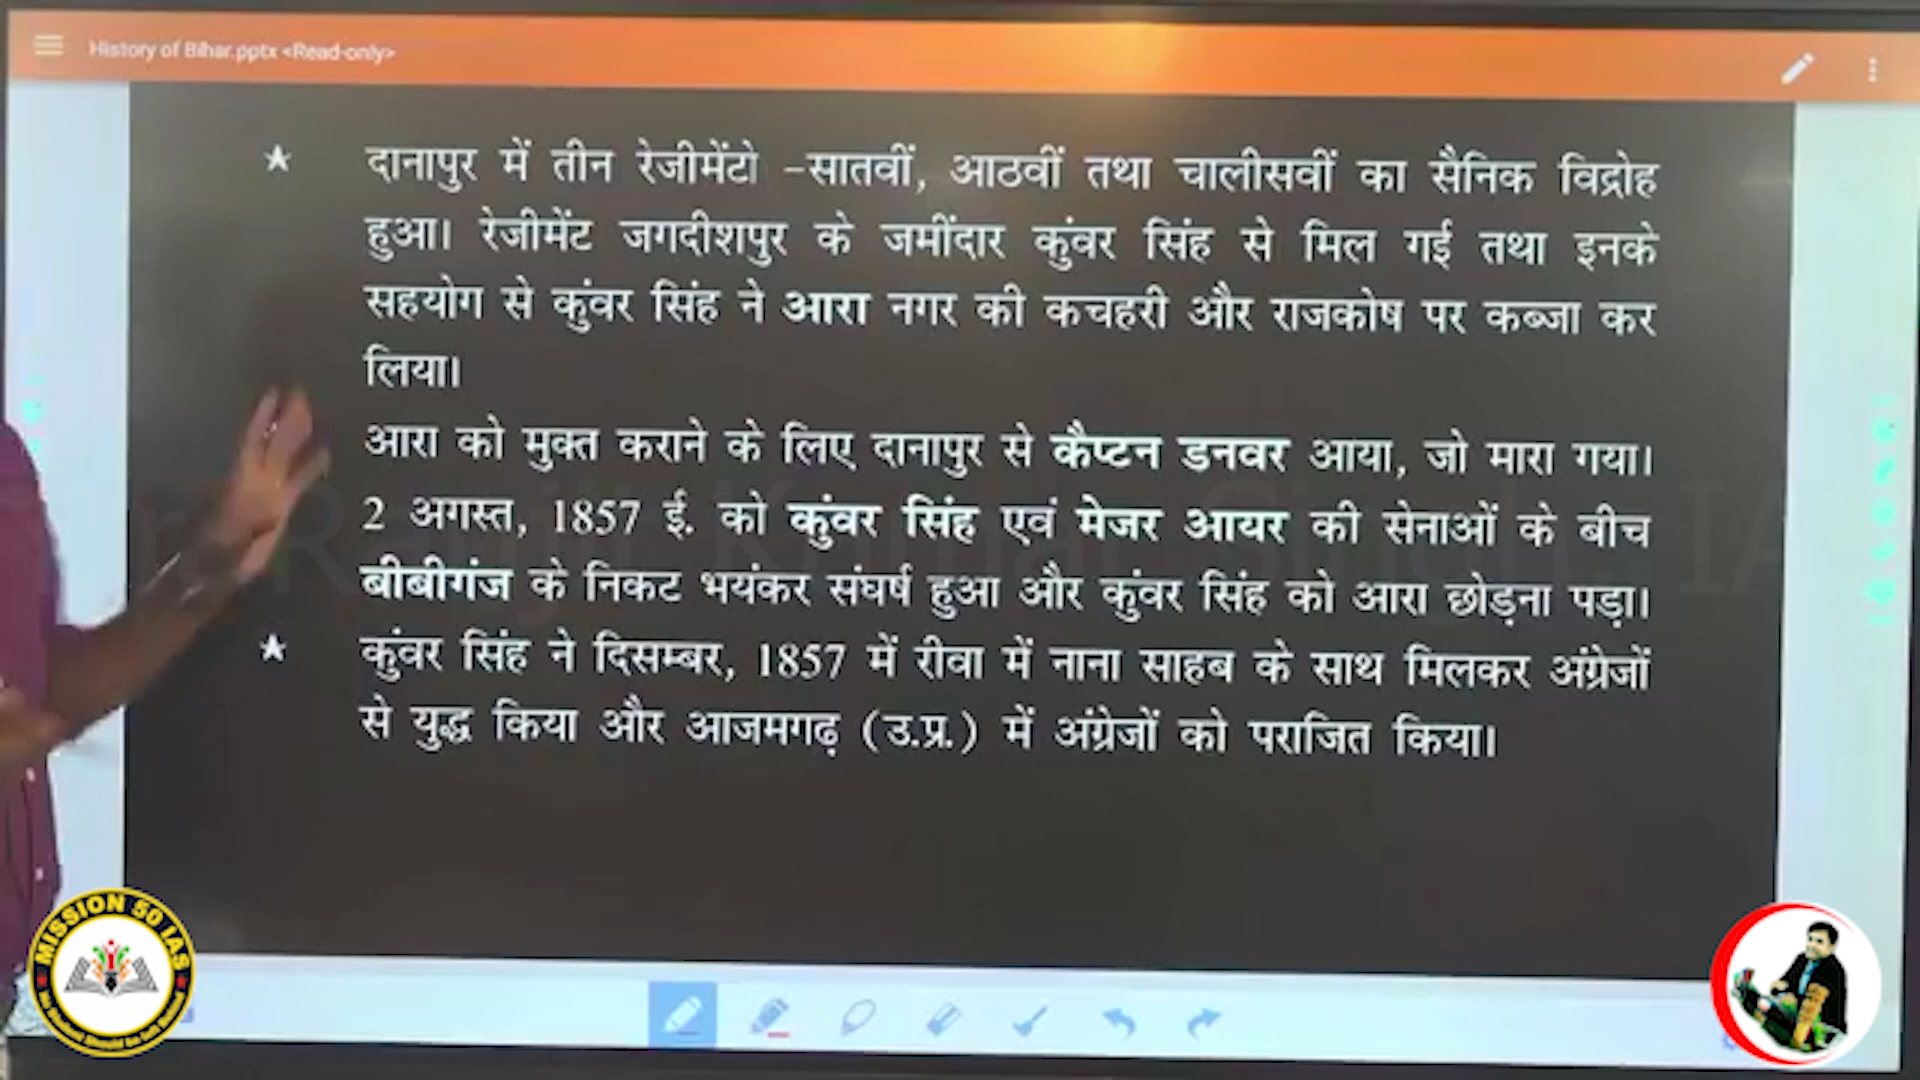 History of Bihar.pptx <Read-only>
★ दानापुर में तीन रेजीमेंटो –सातवीं, आठवीं तथा चालीसवीं का सैनिक विद्रोह
हुआ। रेजीमेंट जगदीशपुर के जमींदार कुंवर सिंह से मिल गई तथा इनके
सहयोग से कुंवर सिंह ने आरा नगर की कचहरी और राजकोष पर कब्जा कर
लिया।
आरा को मुक्त कराने के लिए दानापुर से कैप्टन डनवर आया, जो मारा गया।
2 अगस्त, 1857 ई. को कुंवर सिंह एवं मेजर आयर की सेनाओं के बीच
बीबीगंज के निकट भयंकर संघर्ष हुआ और कुंवर सिंह को आरा छोड़ना पड़ा।
★ कुंवर सिंह ने दिसम्बर, 1857 में रीवा में नाना साहब के साथ मिलकर अंग्रेजों
से युद्ध किया और आजमगढ़ (उ.प्र.) में अंग्रेजों को पराजित किया।
MISSION 50 IAS